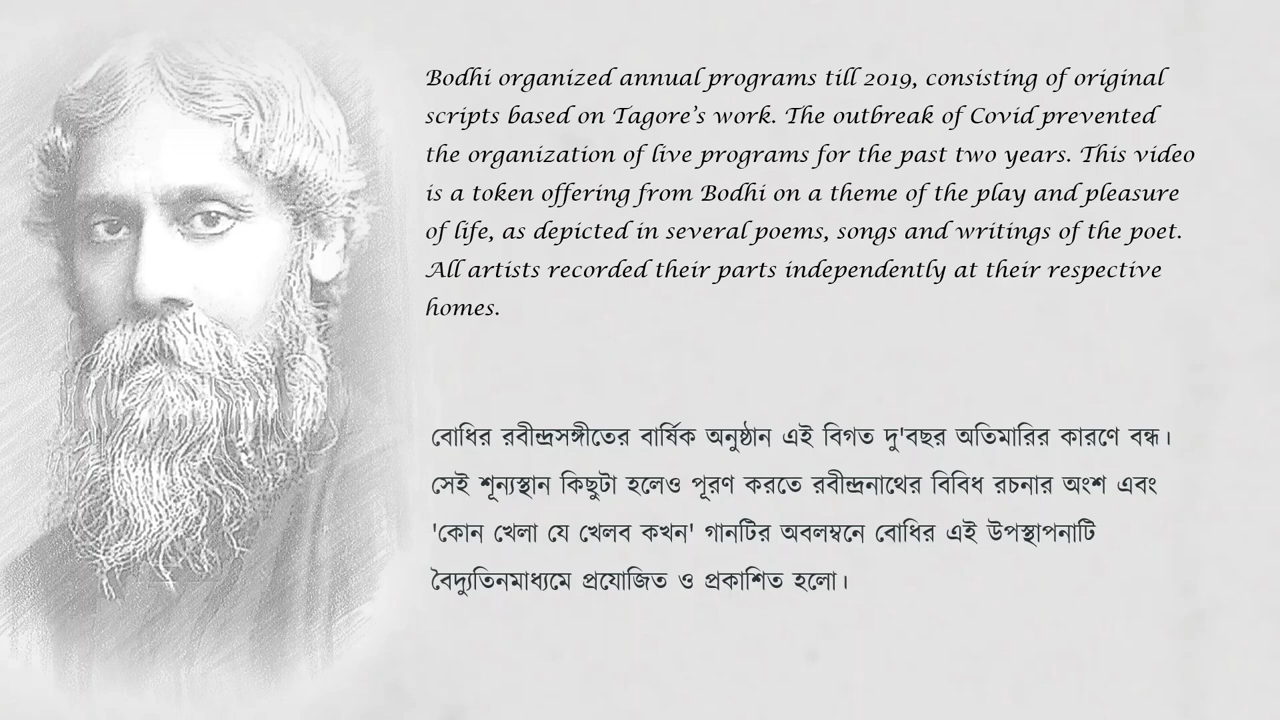 Bodhi organized annual programs till 2019, consisting of original
scripts based on Tagore's work. The outbreak of Covid prevented
the organization of live programs for the past two years. This video
is a token offering from Bodhi on a theme of the play and pleasure
of life, as depicted in several poems, songs and writings of the poet.
All artists recorded their parts independently at their respective
homes.
বোধির রবীন্দ্রসঙ্গীতের বার্ষিক অনুষ্ঠান এই বিগত দু'বছর অতিমারির কারণে বন্ধ।
সেই শূন্যস্থান কিছুটা হলেও পূরণ করতে রবীন্দ্রনাথের বিবিধ রচনার অংশ এবং
'কোন খেলা যে খেলব কখন' গানটির অবলম্বনে বোধির এই উপস্থাপনাটি
বৈদ্যুতিনমাধ্যমে প্রযোজিত ও প্রকাশিত হলো।